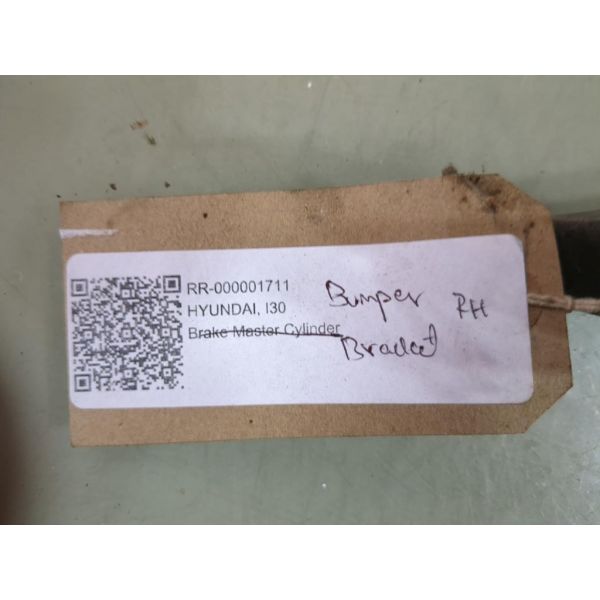 RR-000001711
HYUNDAI, I30
Brake Master Cylinder
Bumper RH
Bracket